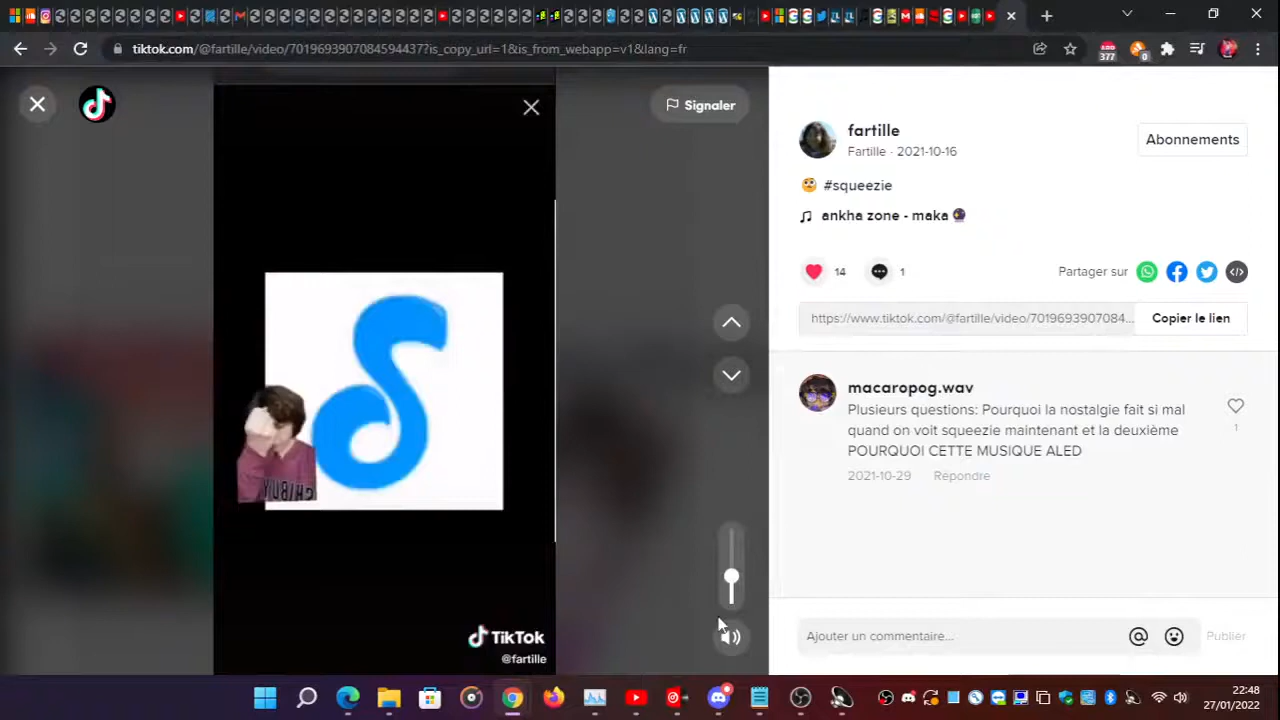 tiktok.com/@fartille/video/7019693907084594437?is_copy_url=1&is_from_webapp=v1&lang=fr
377
0
Signaler
fartille
Fartille · 2021-10-16
Abonnements
🥴 #squeezie
♫ ankha zone - maka 🔮
14
1
Partager sur
https://www.tiktok.com/@fartille/video/7019693907084...
Copier le lien
macaropog.wav
Plusieurs questions: Pourquoi la nostalgie fait si mal
quand on voit squeezie maintenant et la deuxième
POURQUOI CETTE MUSIQUE ALED
1
2021-10-29 Répondre
TikTok
@fartille
Ajouter un commentaire...
Publier
22:48
27/01/2022